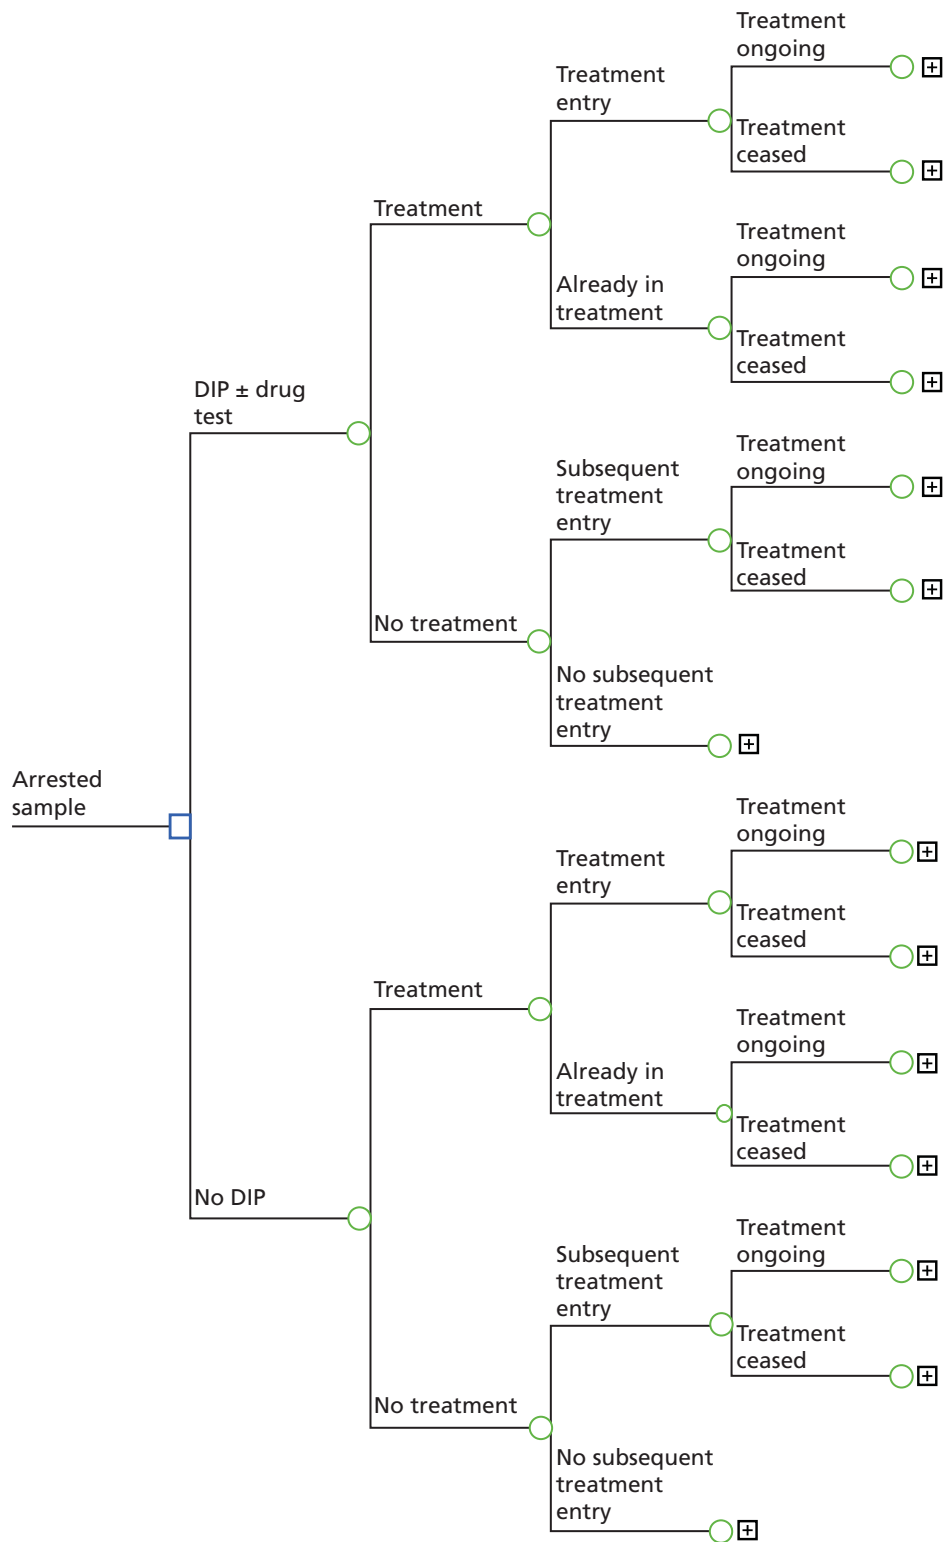 Treatment
ongoing
Treatment
entry
Treatment
ceased
Treatment
Treatment
ongoing
Already in
treatment
Treatment
ceased
DIP ± drug
test
Treatment
ongoing
Subsequent
treatment
entry
Treatment
ceased
No treatment
No subsequent
treatment
entry
Arrested
sample
Treatment
ongoing
Treatment
entry
Treatment
ceased
Treatment
Treatment
ongoing
Already in
treatment
Treatment
ceased
No DIP
Treatment
ongoing
Subsequent
treatment
entry
Treatment
ceased
No treatment
No subsequent
treatment
entry